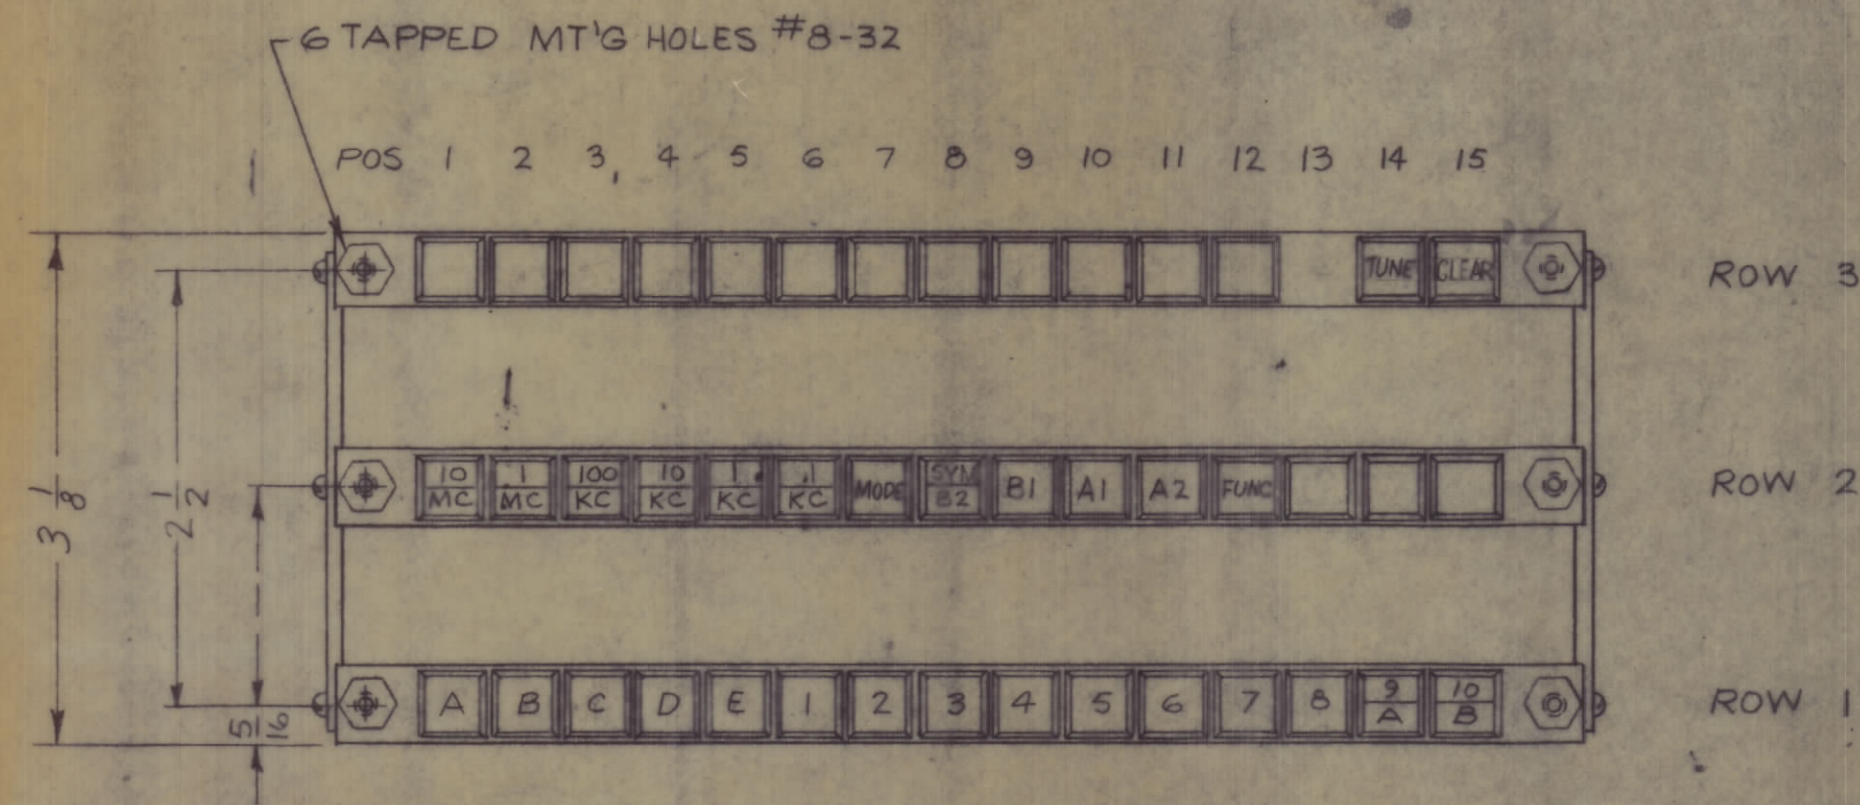 6 TAPPED MT'G HOLES #8-32
POS 1 2 3 4 5 6 7 8 9 10 11 12 13 14 15
TUNE CLEAR ROW 3
10/MC 1/MC 100/KC 10/KC 1/KC .1/KC MODE SYM/B2 B1 A1 A2 FUNC ROW 2
3 1/8
2 1/2
A B C D E 1 2 3 4 5 6 7 8 9/A 10/B ROW 1
5/16